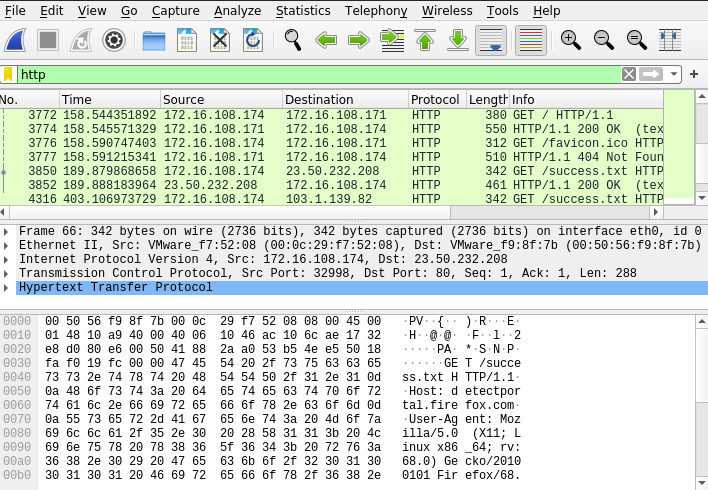 File Edit View Go Capture Analyze Statistics Telephony Wireless Tools Help
http
No. Time Source Destination Protocol Length Info
3772 158.544351892 172.16.108.174 172.16.108.171 HTTP 380 GET / HTTP/1.1
3774 158.545571329 172.16.108.171 172.16.108.174 HTTP 550 HTTP/1.1 200 OK (tex
3776 158.590747403 172.16.108.174 172.16.108.171 HTTP 312 GET /favicon.ico HTTP
3777 158.591215341 172.16.108.171 172.16.108.174 HTTP 510 HTTP/1.1 404 Not Foun
3850 189.879868658 172.16.108.174 23.50.232.208 HTTP 342 GET /success.txt HTTP
3852 189.888183964 23.50.232.208 172.16.108.174 HTTP 461 HTTP/1.1 200 OK (tex
4316 403.106973729 172.16.108.174 103.1.139.82 HTTP 342 GET /success.txt HTTP
Frame 66: 342 bytes on wire (2736 bits), 342 bytes captured (2736 bits) on interface eth0, id 0
Ethernet II, Src: VMware_f7:52:08 (00:0c:29:f7:52:08), Dst: VMware_f9:8f:7b (00:50:56:f9:8f:7b)
Internet Protocol Version 4, Src: 172.16.108.174, Dst: 23.50.232.208
Transmission Control Protocol, Src Port: 32998, Dst Port: 80, Seq: 1, Ack: 1, Len: 288
Hypertext Transfer Protocol
0000 00 50 56 f9 8f 7b 00 0c 29 f7 52 08 08 00 45 00 ·PV··{·· )·R···E·
0010 01 48 10 a9 40 00 40 06 10 46 ac 10 6c ae 17 32 ·H··@·@· ·F··l··2
0020 e8 d0 80 e6 00 50 41 88 2a a0 53 b5 4e e5 50 18 ·····PA· *·S·N·P·
0030 fa f0 19 fc 00 00 47 45 54 20 2f 73 75 63 63 65 ······GE T /succe
0040 73 73 2e 74 78 74 20 48 54 54 50 2f 31 2e 31 0d ss.txt H TTP/1.1·
0050 0a 48 6f 73 74 3a 20 64 65 74 65 63 74 70 6f 72 ·Host: d etectpor
0060 74 61 6c 2e 66 69 72 65 66 6f 78 2e 63 6f 6d 0d tal.fire fox.com·
0070 0a 55 73 65 72 2d 41 67 65 6e 74 3a 20 4d 6f 7a ·User-Ag ent: Moz
0080 69 6c 6c 61 2f 35 2e 30 20 28 58 31 31 3b 20 4c illa/5.0 (X11; L
0090 69 6e 75 78 20 78 38 36 5f 36 34 3b 20 72 76 3a inux x86 _64; rv:
00a0 36 38 2e 30 29 20 47 65 63 6b 6f 2f 32 30 31 30 68.0) Ge cko/2010
00b0 30 31 30 31 20 46 69 72 65 66 6f 78 2f 36 38 2e 0101 Fir efox/68.